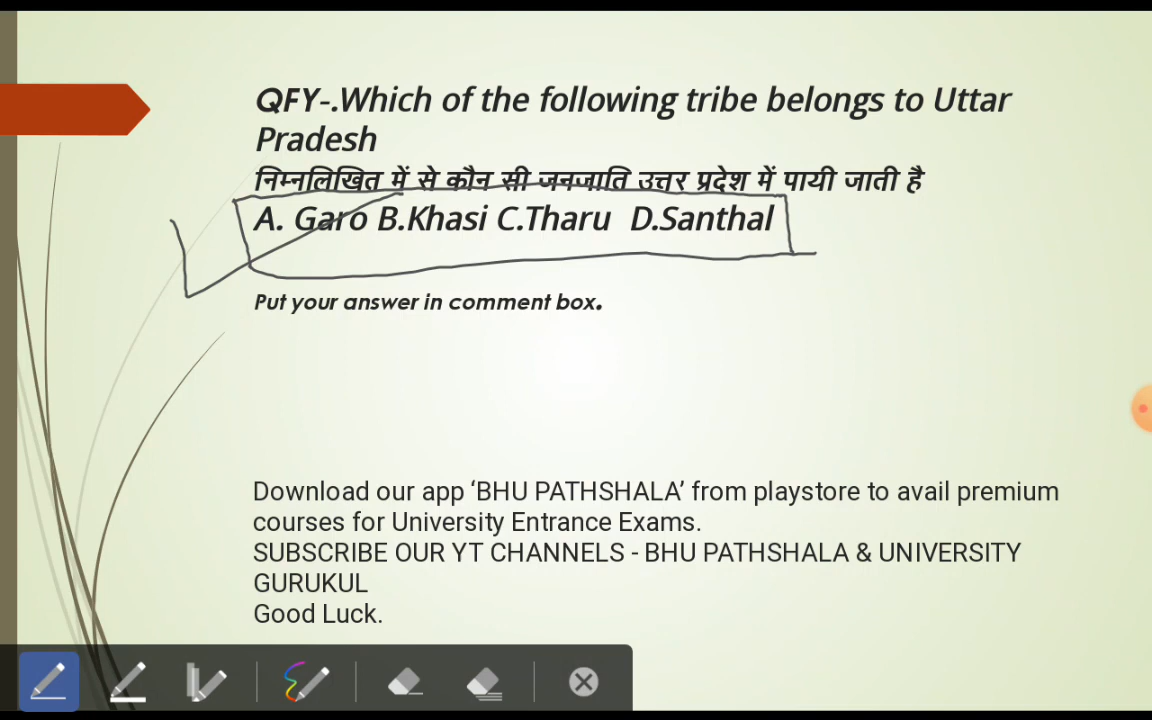 QFY-.Which of the following tribe belongs to Uttar
Pradesh
निम्नलिखित में से कौन सी जनजाति उत्तर प्रदेश में पायी जाती है
A. Garo B.Khasi C.Tharu D.Santhal
Put your answer in comment box.
Download our app ‘BHU PATHSHALA’ from playstore to avail premium
courses for University Entrance Exams.
SUBSCRIBE OUR YT CHANNELS - BHU PATHSHALA & UNIVERSITY
GURUKUL
Good Luck.